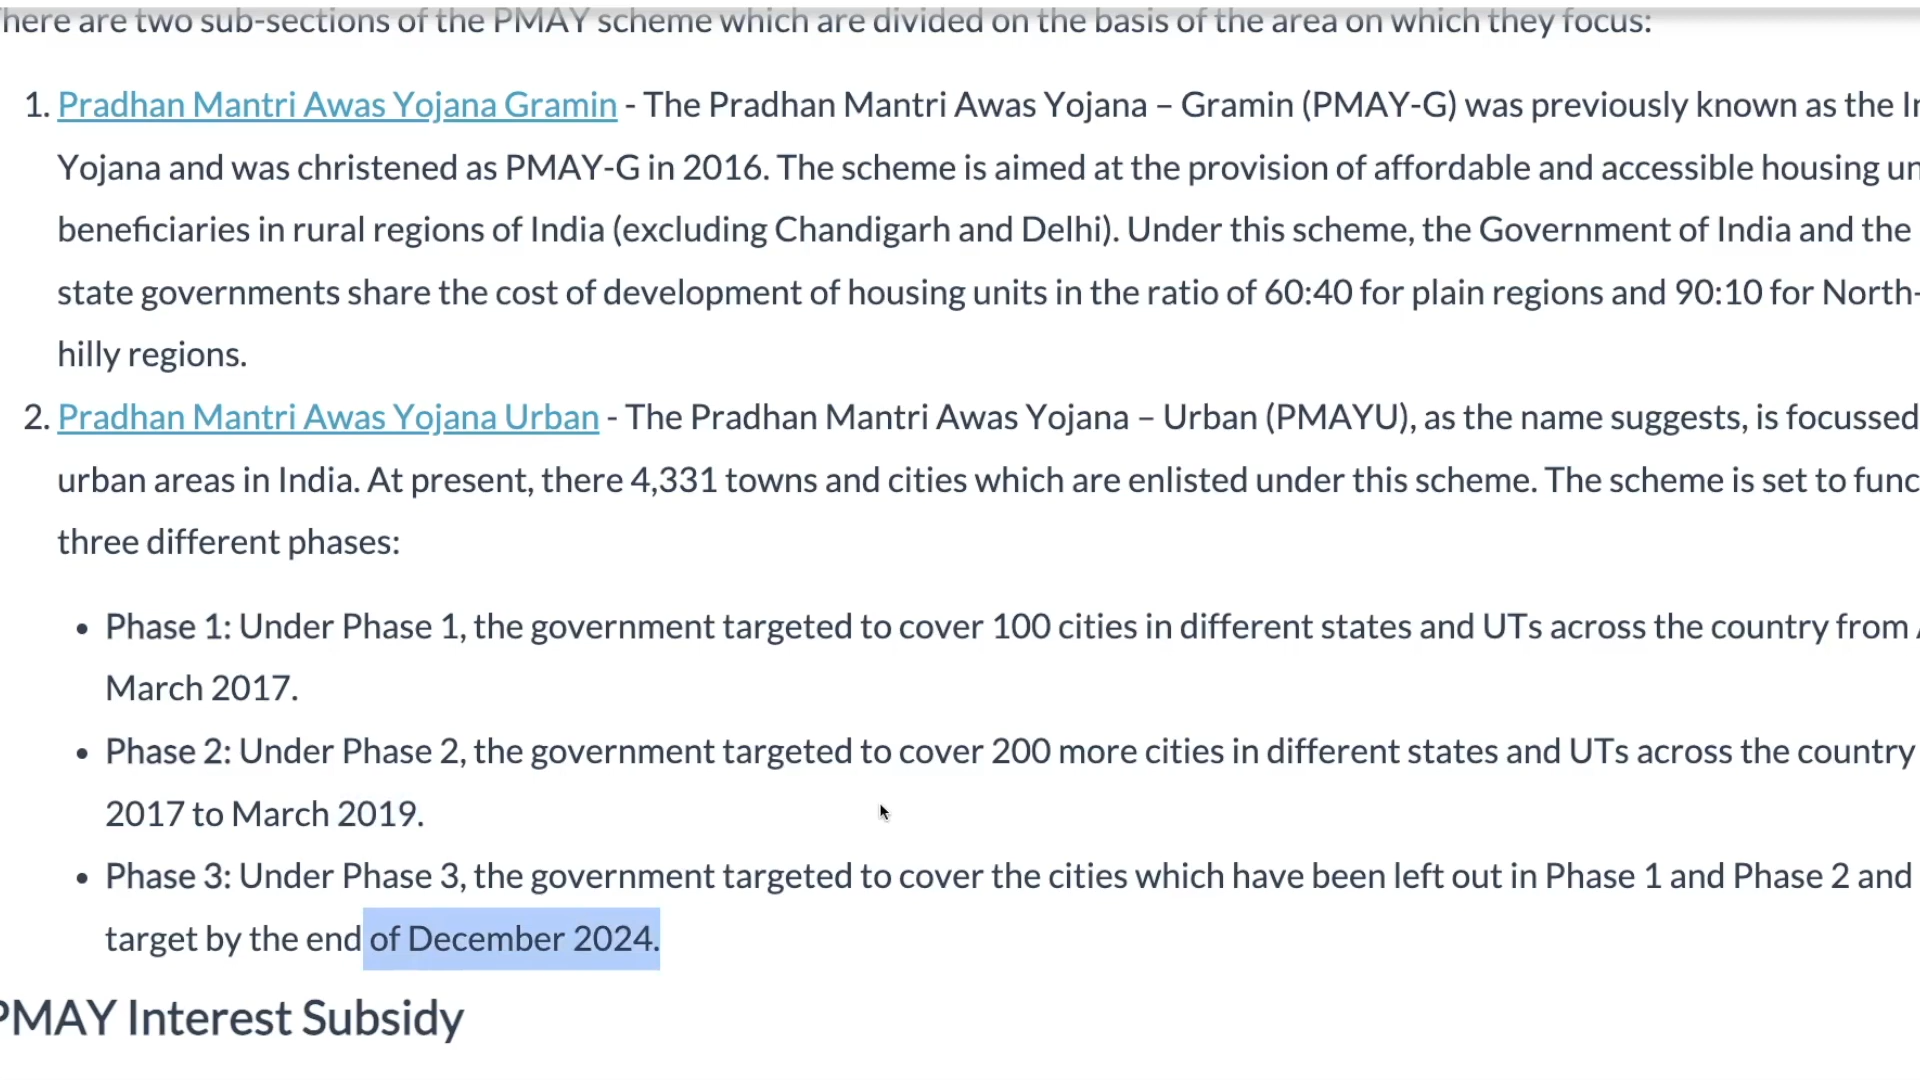 here are two sub-sections of the PMAY scheme which are divided on the basis of the area on which they focus:
1. Pradhan Mantri Awas Yojana Gramin - The Pradhan Mantri Awas Yojana – Gramin (PMAY-G) was previously known as the
Yojana and was christened as PMAY-G in 2016. The scheme is aimed at the provision of affordable and accessible housing
beneficiaries in rural regions of India (excluding Chandigarh and Delhi). Under this scheme, the Government of India and the
state governments share the cost of development of housing units in the ratio of 60:40 for plain regions and 90:10 for North-
hilly regions.
2. Pradhan Mantri Awas Yojana Urban - The Pradhan Mantri Awas Yojana – Urban (PMAYU), as the name suggests, is focussed
urban areas in India. At present, there 4,331 towns and cities which are enlisted under this scheme. The scheme is set to func
three different phases:
• Phase 1: Under Phase 1, the government targeted to cover 100 cities in different states and UTs across the country from
March 2017.
• Phase 2: Under Phase 2, the government targeted to cover 200 more cities in different states and UTs across the country
2017 to March 2019.
• Phase 3: Under Phase 3, the government targeted to cover the cities which have been left out in Phase 1 and Phase 2 and
target by the end of December 2024.
PMAY Interest Subsidy